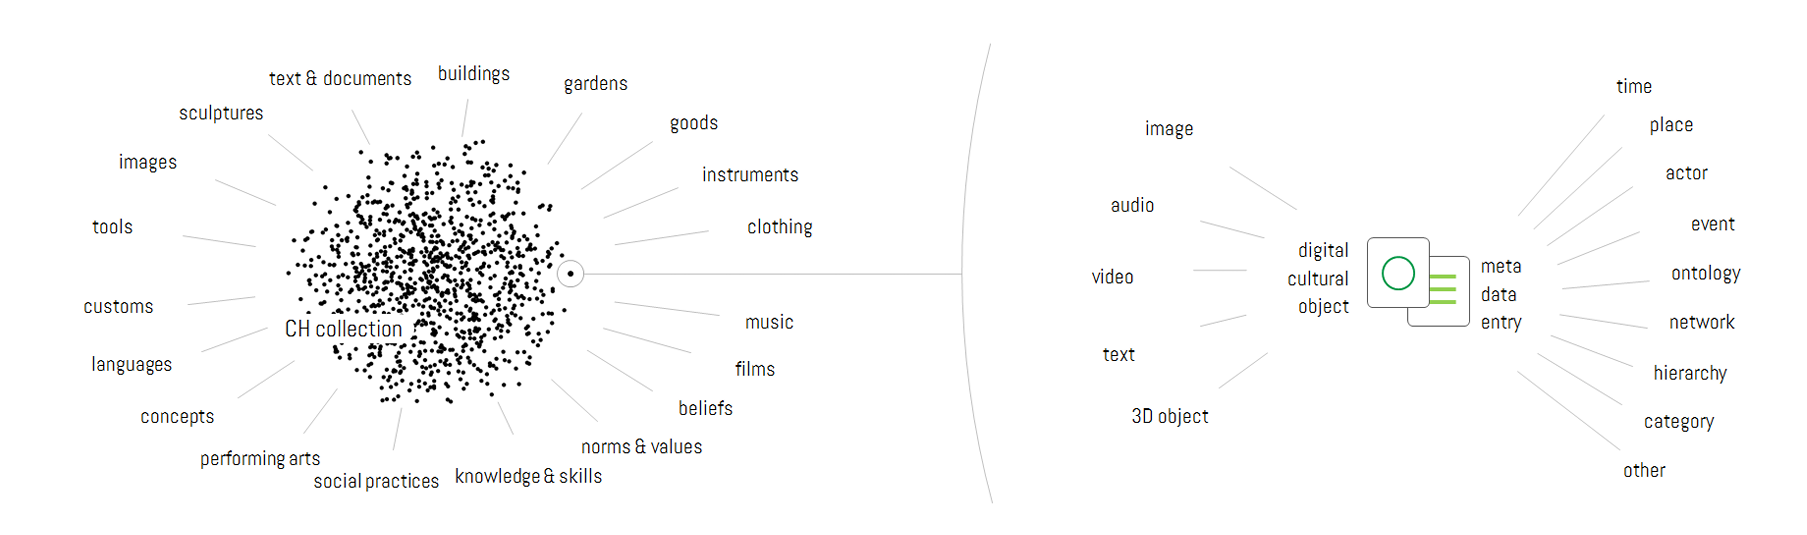 text & documents
buildings
gardens
sculptures
goods
images
instruments
tools
clothing
customs
CH collection
music
languages
films
concepts
beliefs
performing arts
norms & values
social practices
knowledge & skills
image
audio
video
text
3D object
digital
cultural
object
meta
data
entry
time
place
actor
event
ontology
network
hierarchy
category
other